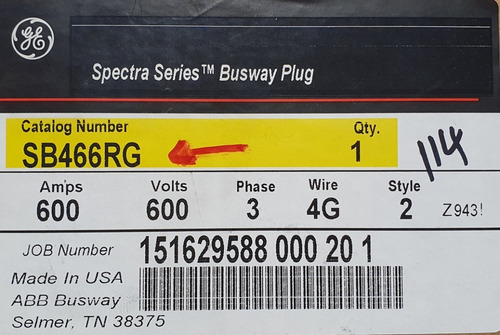 GE
Spectra Series™ Busway Plug
Catalog Number Qty.
SB466RG 1
114
Amps Volts Phase Wire Style
600 600 3 4G 2 Z943!
JOB Number 151629588 000 20 1
Made In USA
ABB Busway
Selmer, TN 38375